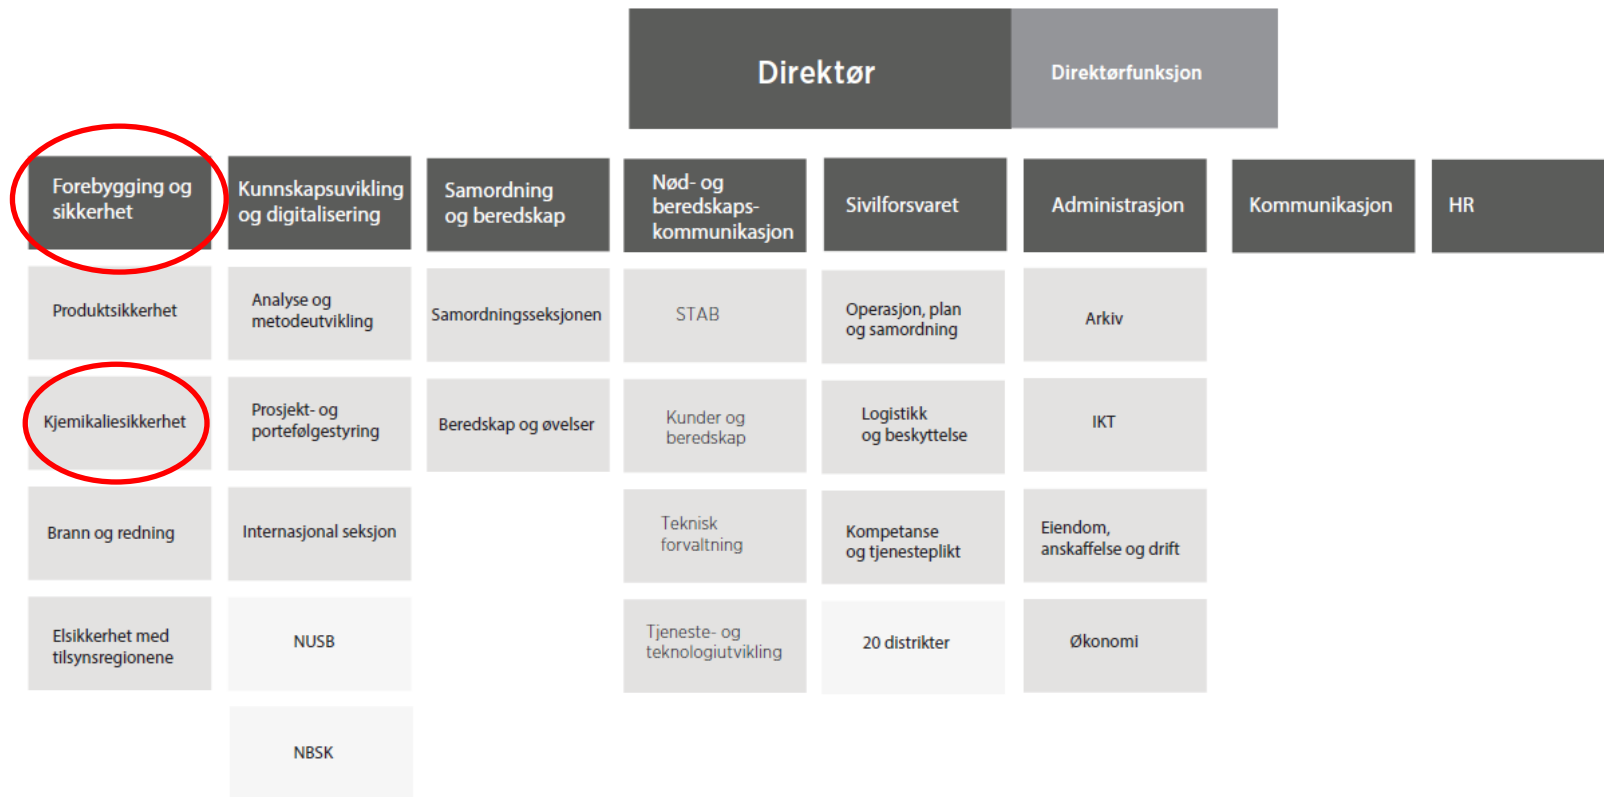 Direktør
Direktørfunksjon
Forebygging og
sikkerhet
Kunnskapsuvikling
og digitalisering
Samordning
og beredskap
Nød- og
beredskaps-
kommunikasjon
Sivilforsvaret
Administrasjon
Kommunikasjon
HR
Produktsikkerhet
Analyse og
metodeutvikling
Samordningsseksjonen
STAB
Operasjon, plan
og samordning
Arkiv
Kjemikaliesikkerhet
Prosjekt- og
portefølgestyring
Beredskap og øvelser
Kunder og
beredskap
Logistikk
og beskyttelse
IKT
Brann og redning
Internasjonal seksjon
Teknisk
forvaltning
Kompetanse
og tjenesteplikt
Eiendom,
anskaffelse og drift
Elsikkerhet med
tilsynsregionene
NUSB
Tjeneste- og
teknologiutvikling
20 distrikter
Økonomi
NBSK